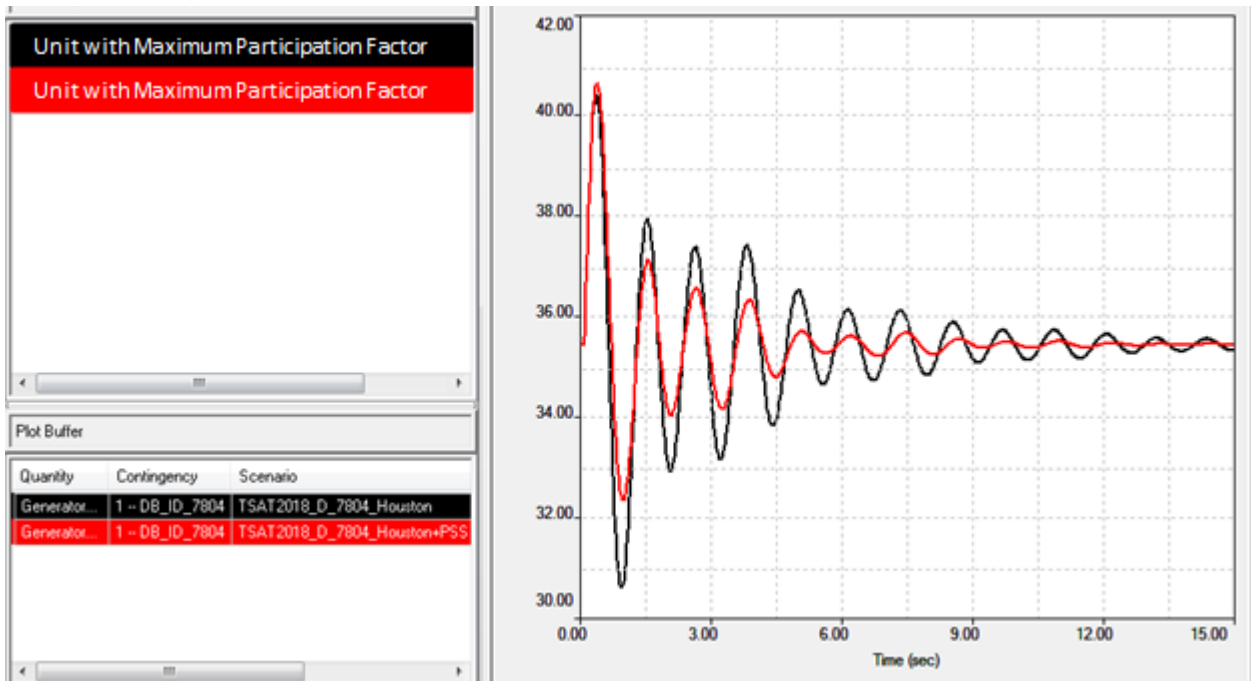 Unit with Maximum Participation Factor
Unit with Maximum Participation Factor
Plot Buffer
Quantity Contingency Scenario
Generator... 1 -- DB_ID_7804 TSAT2018_D_7804_Houston
Generator... 1 -- DB_ID_7804 TSAT2018_D_7804_Houston+PSS
42.00
40.00
38.00
36.00
34.00
32.00
30.00
0.00 3.00 6.00 9.00 12.00 15.00
Time (sec)